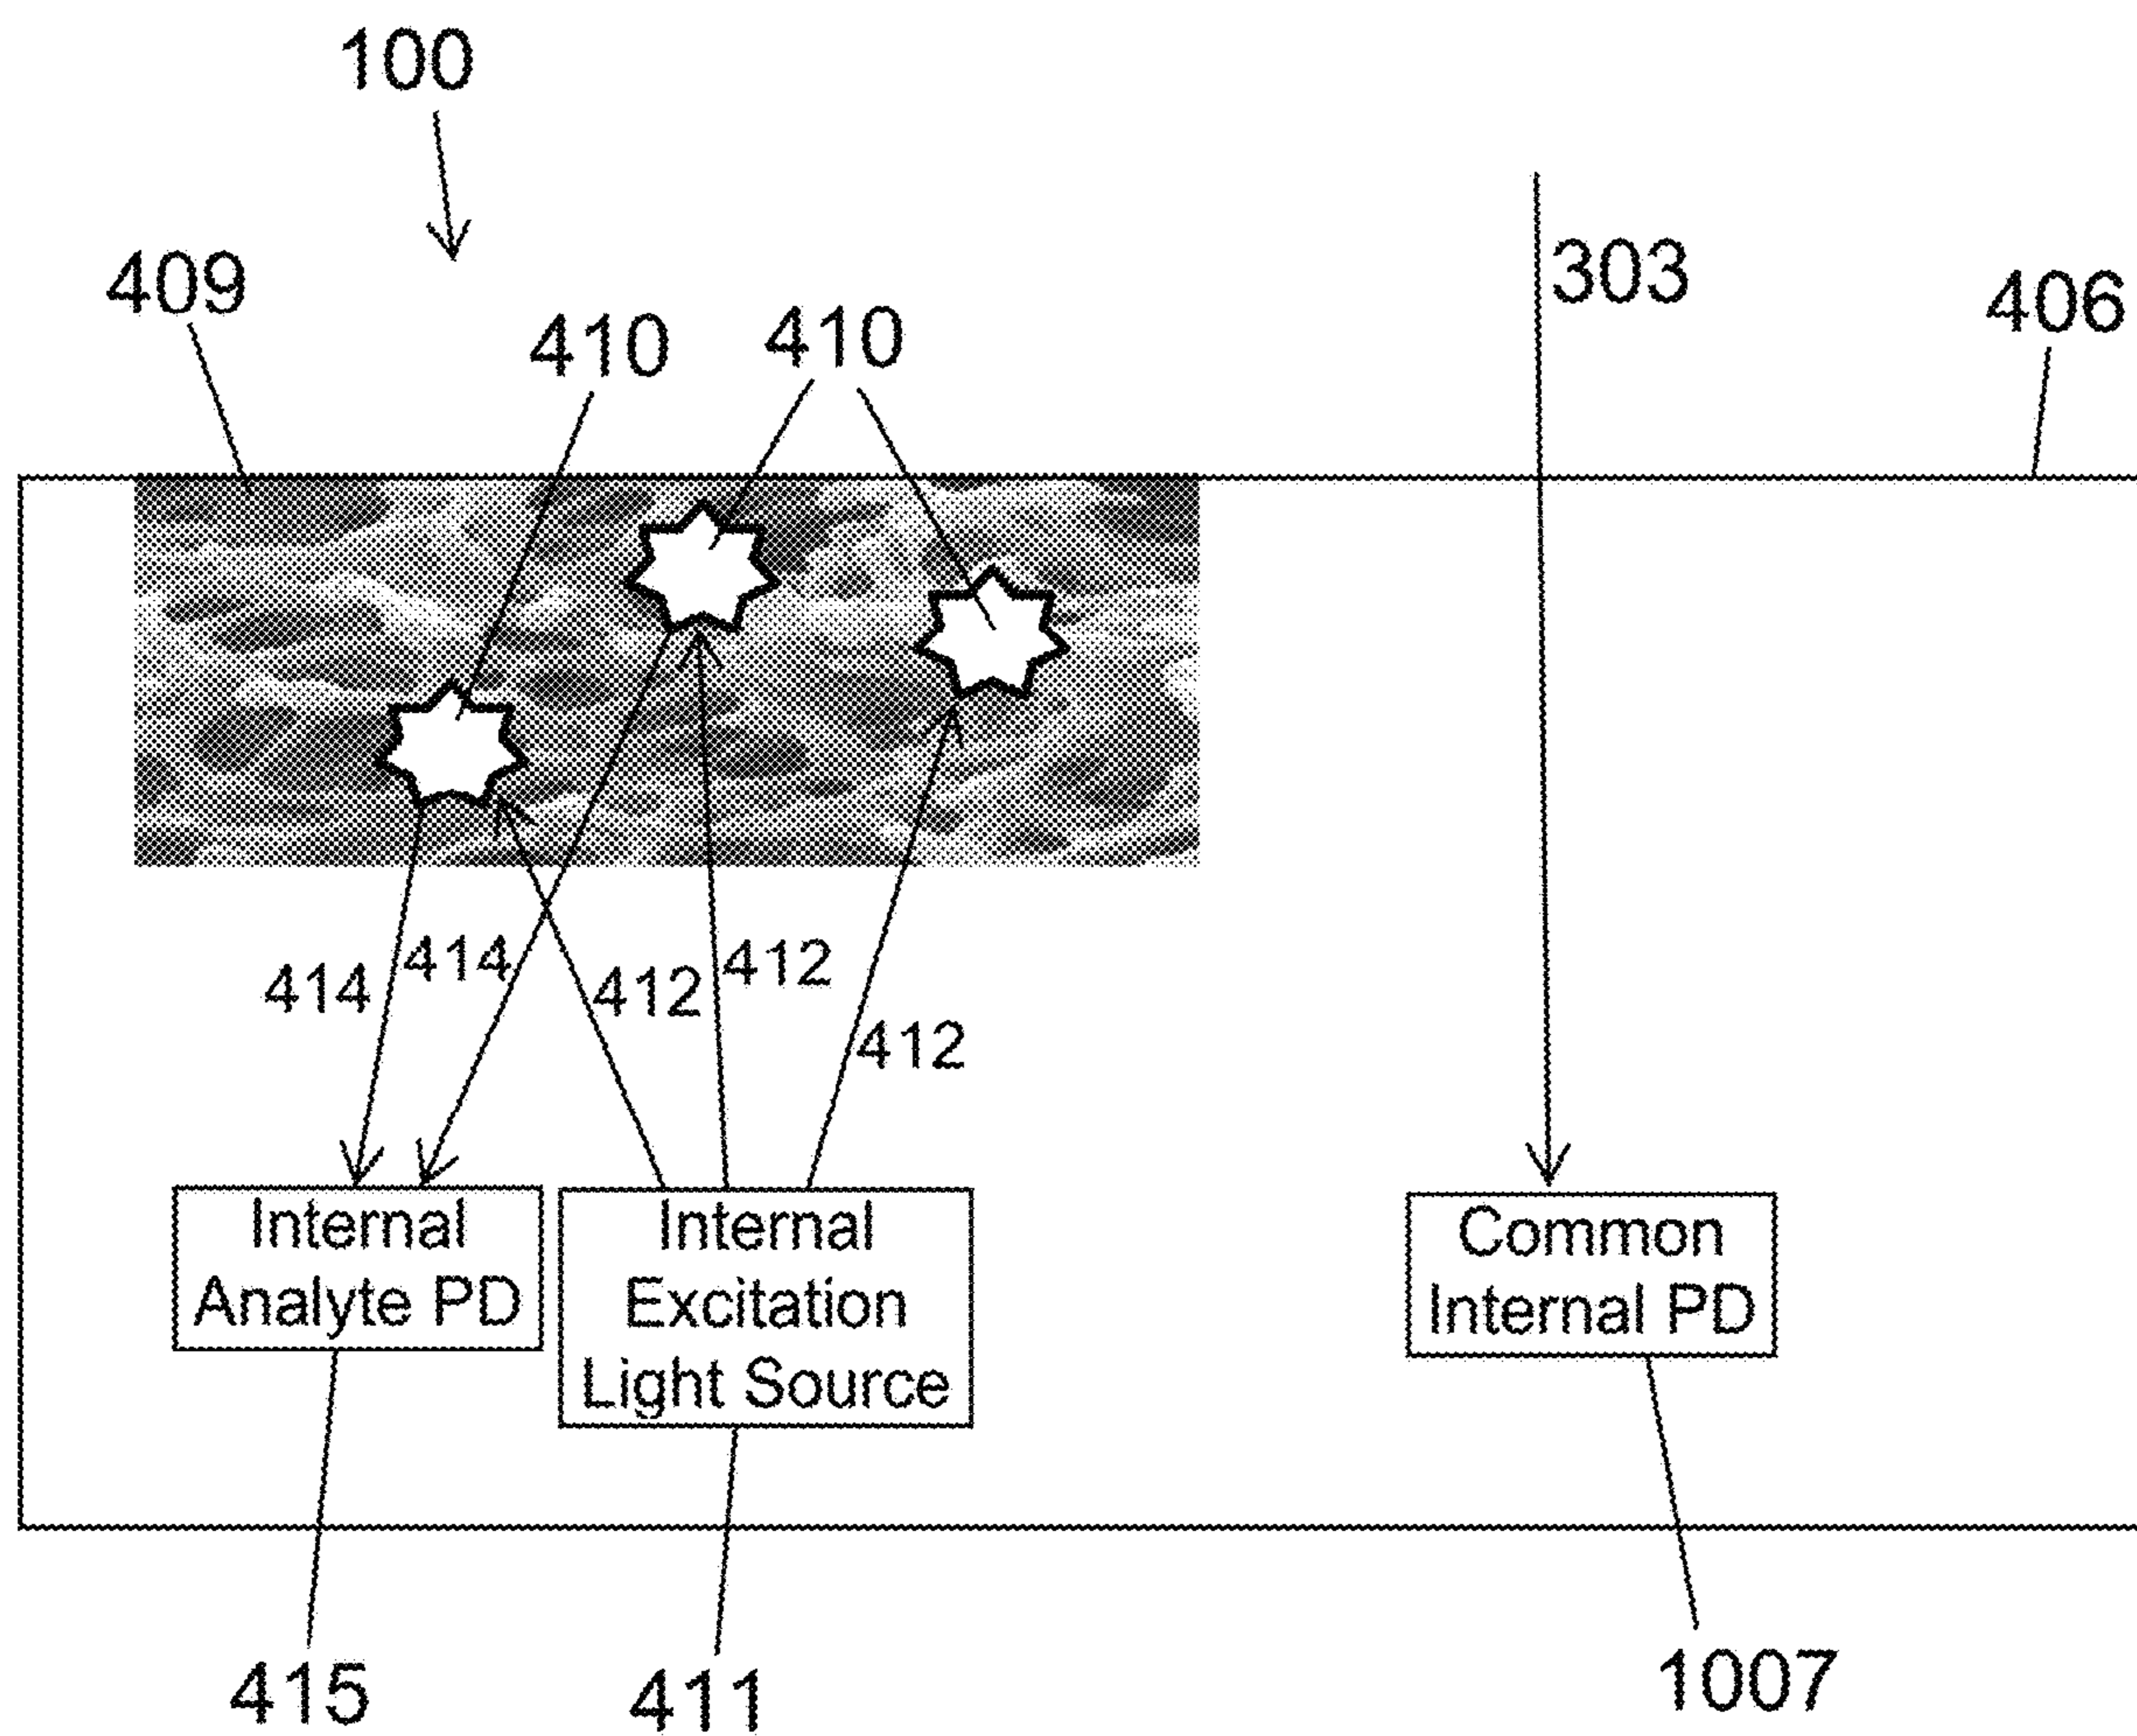 100
303
409
406
410
410
414
414
412
412
412
Internal
Analyte PD
Internal
Excitation
Light Source
Common
Internal PD
415
411
1007